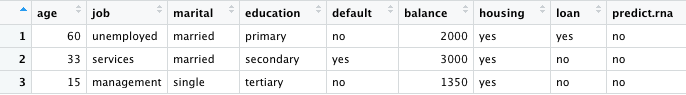 age job marital education default balance housing loan predict.rna
1 60 unemployed married primary no 2000 yes yes no
2 33 services married secondary yes 3000 yes no no
3 15 management single tertiary no 1350 yes no no